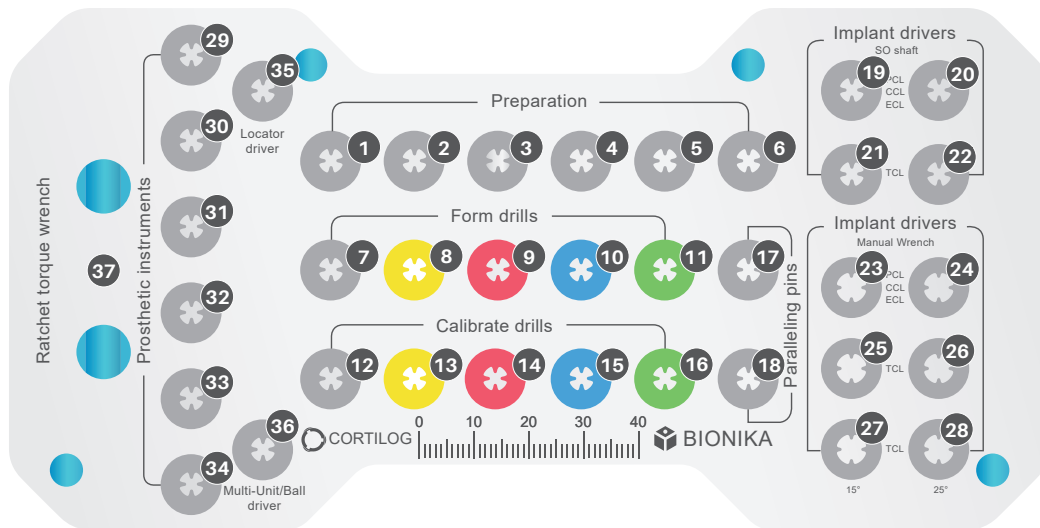 29
35
30
Locator
driver
31
32
33
34
36
Multi-Unit/Ball
driver
37
Ratchet torque wrench
Prosthetic instruments
Preparation
1 2 3 4 5 6
Form drills
7 8 9 10 11 17
Calibrate drills
12 13 14 15 16 18
Paralleling pins
CORTILOG
0 10 20 30 40
BIONIKA
Implant drivers
SO shaft
19 PCL 20
CCL
ECL
21 TCL 22
Implant drivers
Manual Wrench
23 PCL 24
CCL
ECL
25 TCL 26
27 TCL 28
15° 25°